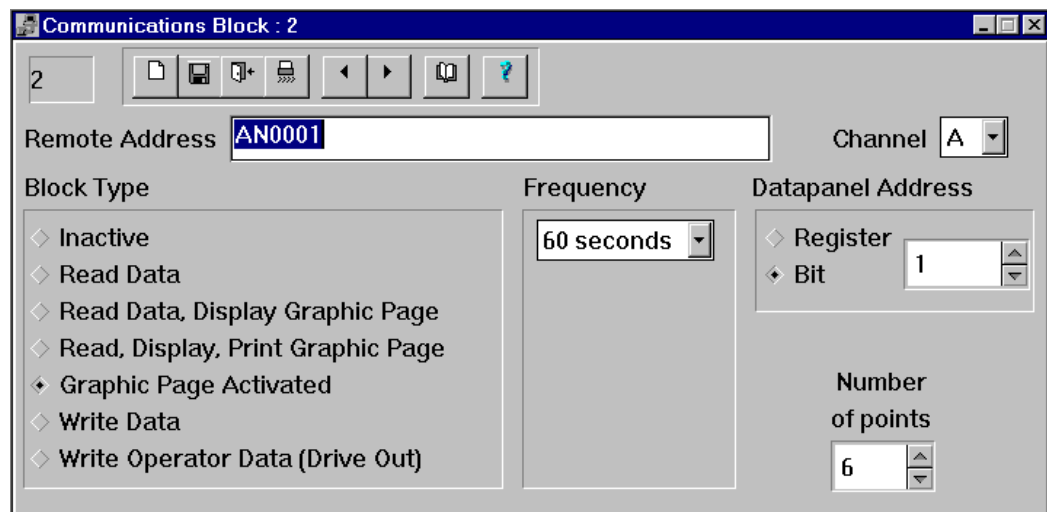 Communications Block : 2
2
Remote Address AN0001 Channel A
Block Type
Inactive
Read Data
Read Data, Display Graphic Page
Read, Display, Print Graphic Page
Graphic Page Activated
Write Data
Write Operator Data (Drive Out)
Frequency
60 seconds
Datapanel Address
Register
Bit
1
Number
of points
6